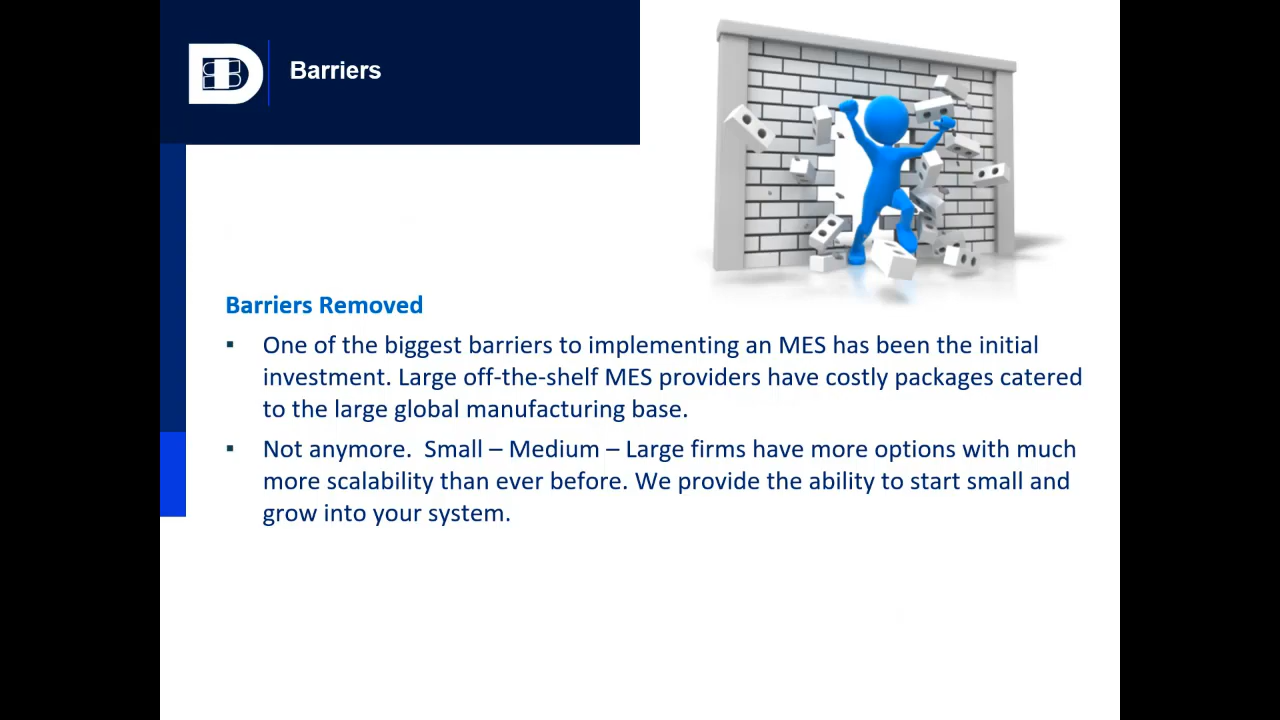 Barriers
Barriers Removed
▪ One of the biggest barriers to implementing an MES has been the initial
investment. Large off-the-shelf MES providers have costly packages catered
to the large global manufacturing base.
▪ Not anymore.  Small – Medium – Large firms have more options with much
more scalability than ever before. We provide the ability to start small and
grow into your system.